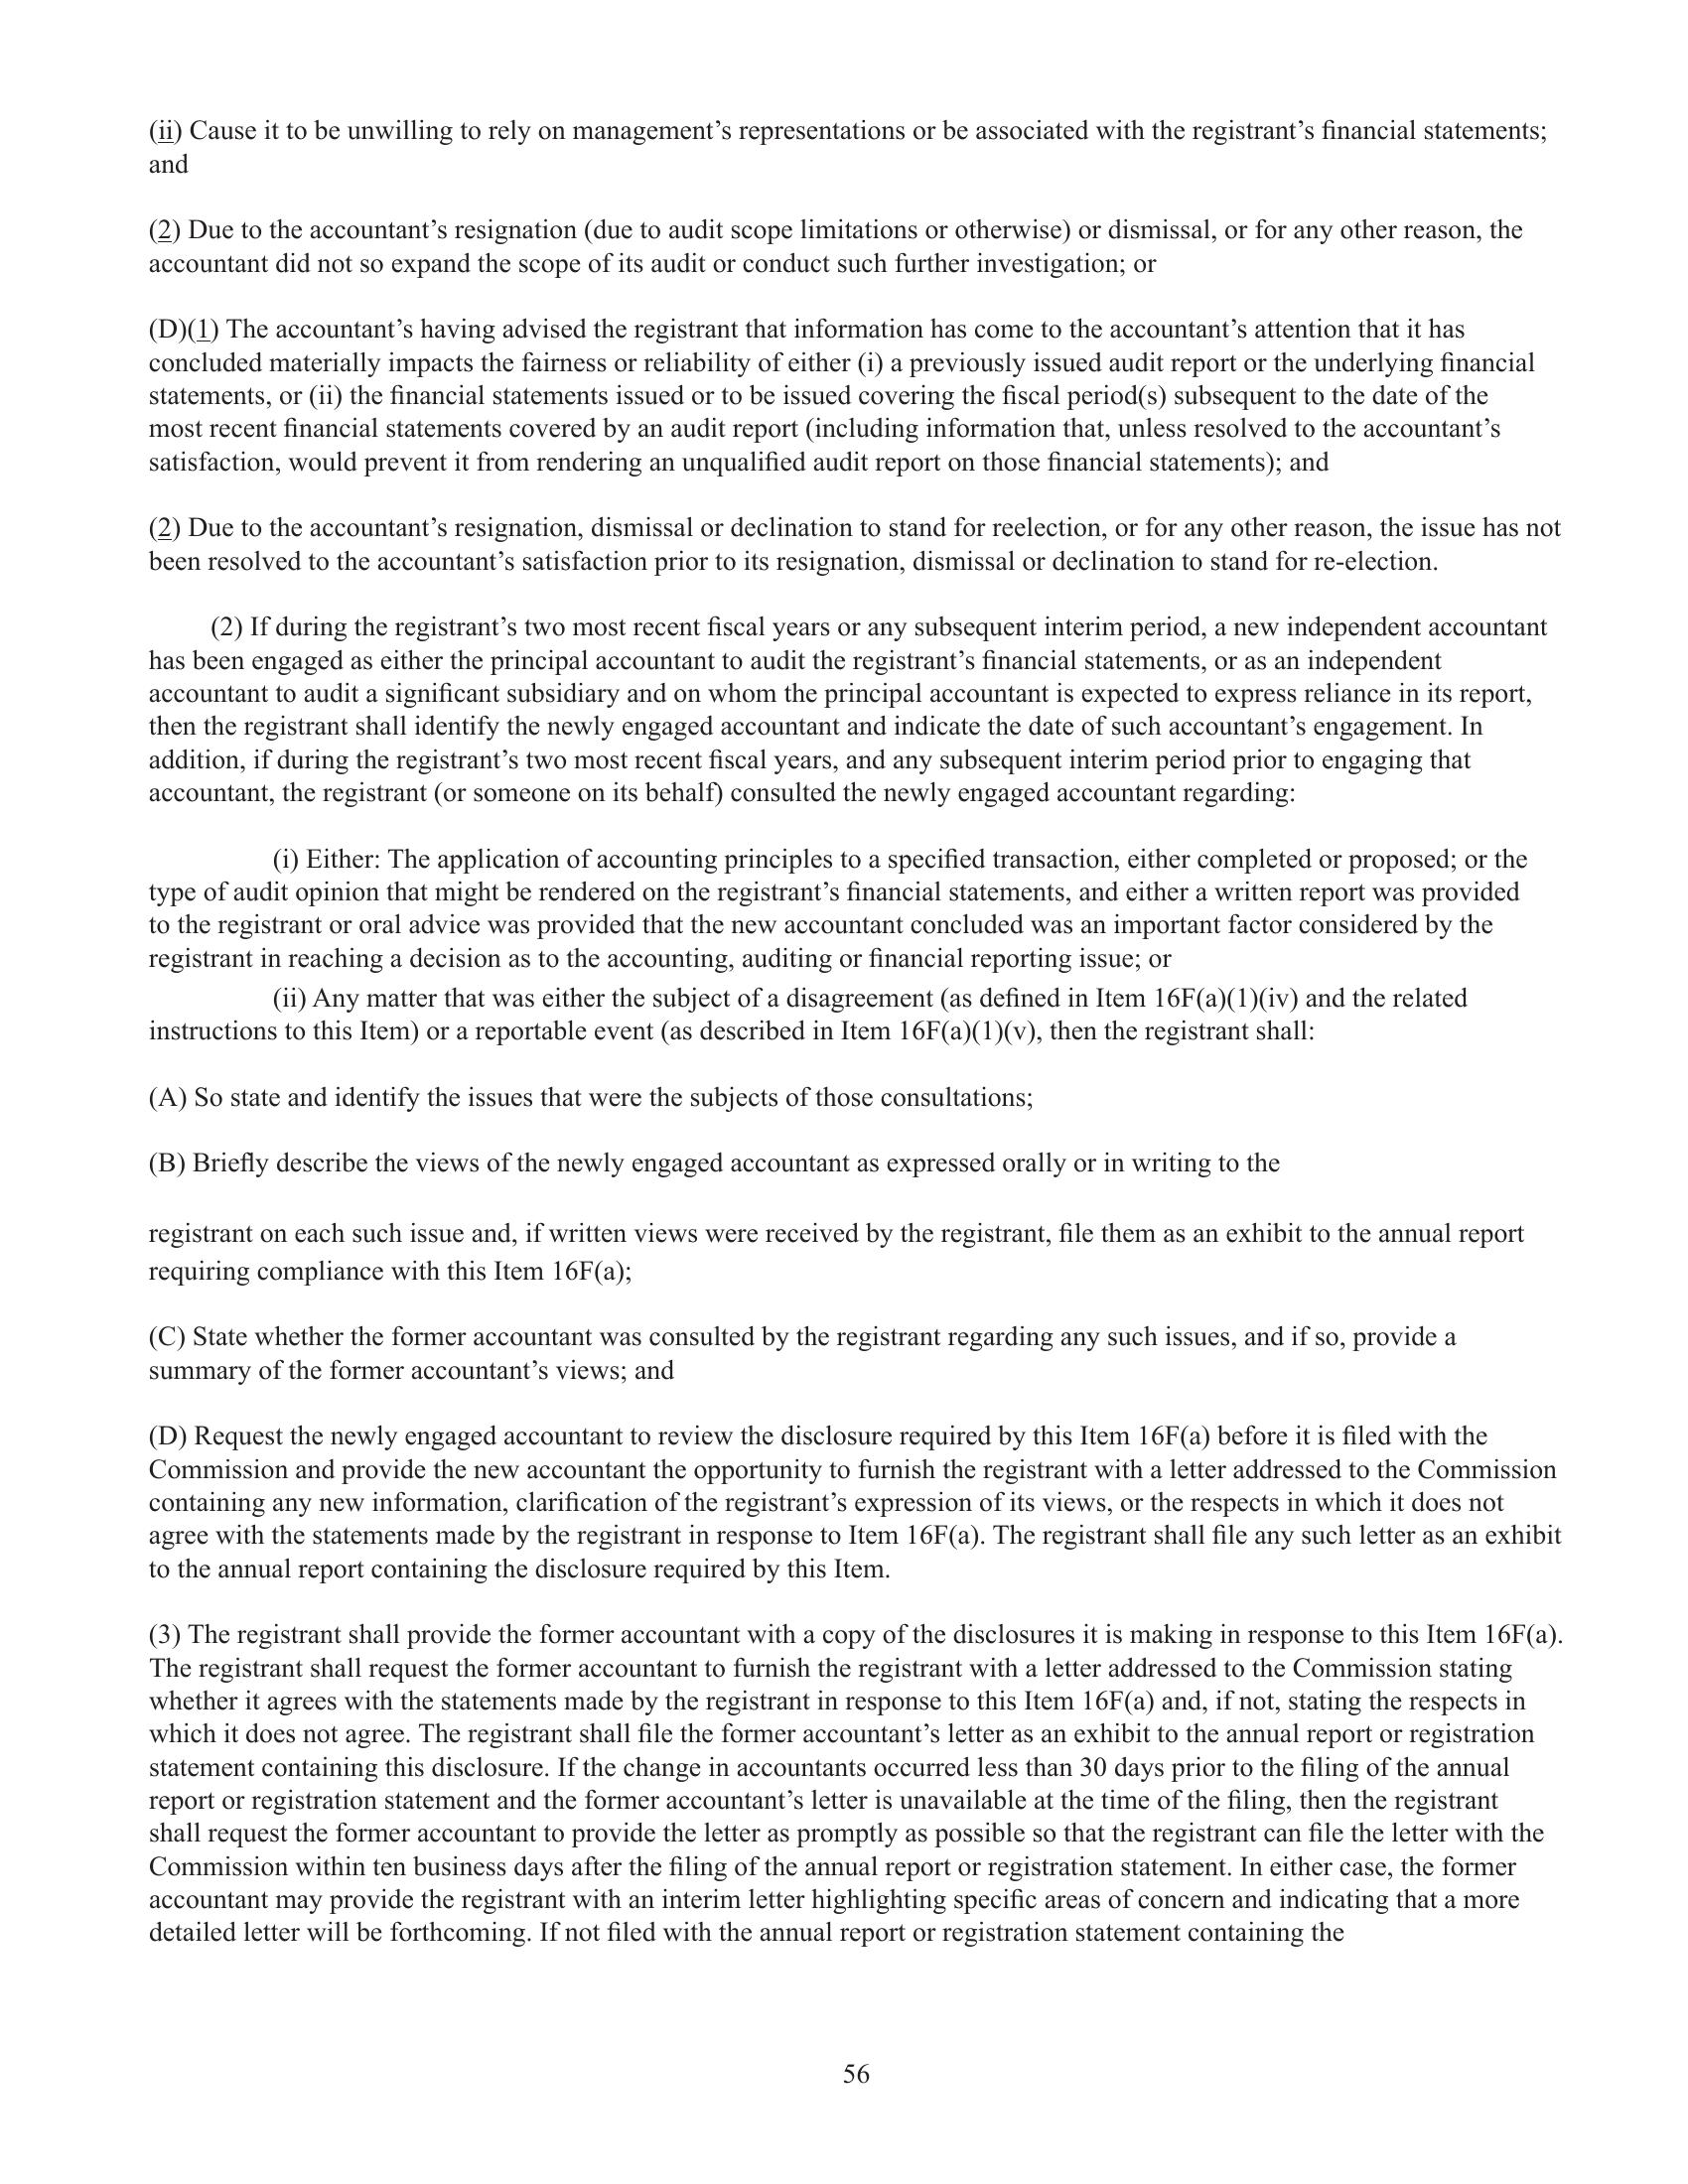 (ii) Cause it to be unwilling to rely on management’s representations or be associated with the registrant’s financial statements;
and
(2) Due to the accountant’s resignation (due to audit scope limitations or otherwise) or dismissal, or for any other reason, the
accountant did not so expand the scope of its audit or conduct such further investigation; or
(D)(1) The accountant’s having advised the registrant that information has come to the accountant’s attention that it has
concluded materially impacts the fairness or reliability of either (i) a previously issued audit report or the underlying financial
statements, or (ii) the financial statements issued or to be issued covering the fiscal period(s) subsequent to the date of the
most recent financial statements covered by an audit report (including information that, unless resolved to the accountant’s
satisfaction, would prevent it from rendering an unqualified audit report on those financial statements); and
(2) Due to the accountant’s resignation, dismissal or declination to stand for reelection, or for any other reason, the issue has not
been resolved to the accountant’s satisfaction prior to its resignation, dismissal or declination to stand for re-election.
(2) If during the registrant’s two most recent fiscal years or any subsequent interim period, a new independent accountant
has been engaged as either the principal accountant to audit the registrant’s financial statements, or as an independent
accountant to audit a significant subsidiary and on whom the principal accountant is expected to express reliance in its report,
then the registrant shall identify the newly engaged accountant and indicate the date of such accountant’s engagement. In
addition, if during the registrant’s two most recent fiscal years, and any subsequent interim period prior to engaging that
accountant, the registrant (or someone on its behalf) consulted the newly engaged accountant regarding:
(i) Either: The application of accounting principles to a specified transaction, either completed or proposed; or the
type of audit opinion that might be rendered on the registrant’s financial statements, and either a written report was provided
to the registrant or oral advice was provided that the new accountant concluded was an important factor considered by the
registrant in reaching a decision as to the accounting, auditing or financial reporting issue; or
(ii) Any matter that was either the subject of a disagreement (as defined in Item 16F(a)(1)(iv) and the related
instructions to this Item) or a reportable event (as described in Item 16F(a)(1)(v), then the registrant shall:
(A) So state and identify the issues that were the subjects of those consultations;
(B) Briefly describe the views of the newly engaged accountant as expressed orally or in writing to the
registrant on each such issue and, if written views were received by the registrant, file them as an exhibit to the annual report
requiring compliance with this Item 16F(a);
(C) State whether the former accountant was consulted by the registrant regarding any such issues, and if so, provide a
summary of the former accountant’s views; and
(D) Request the newly engaged accountant to review the disclosure required by this Item 16F(a) before it is filed with the
Commission and provide the new accountant the opportunity to furnish the registrant with a letter addressed to the Commission
containing any new information, clarification of the registrant’s expression of its views, or the respects in which it does not
agree with the statements made by the registrant in response to Item 16F(a). The registrant shall file any such letter as an exhibit
to the annual report containing the disclosure required by this Item.
(3) The registrant shall provide the former accountant with a copy of the disclosures it is making in response to this Item 16F(a).
The registrant shall request the former accountant to furnish the registrant with a letter addressed to the Commission stating
whether it agrees with the statements made by the registrant in response to this Item 16F(a) and, if not, stating the respects in
which it does not agree. The registrant shall file the former accountant’s letter as an exhibit to the annual report or registration
statement containing this disclosure. If the change in accountants occurred less than 30 days prior to the filing of the annual
report or registration statement and the former accountant’s letter is unavailable at the time of the filing, then the registrant
shall request the former accountant to provide the letter as promptly as possible so that the registrant can file the letter with the
Commission within ten business days after the filing of the annual report or registration statement. In either case, the former
accountant may provide the registrant with an interim letter highlighting specific areas of concern and indicating that a more
detailed letter will be forthcoming. If not filed with the annual report or registration statement containing the
56